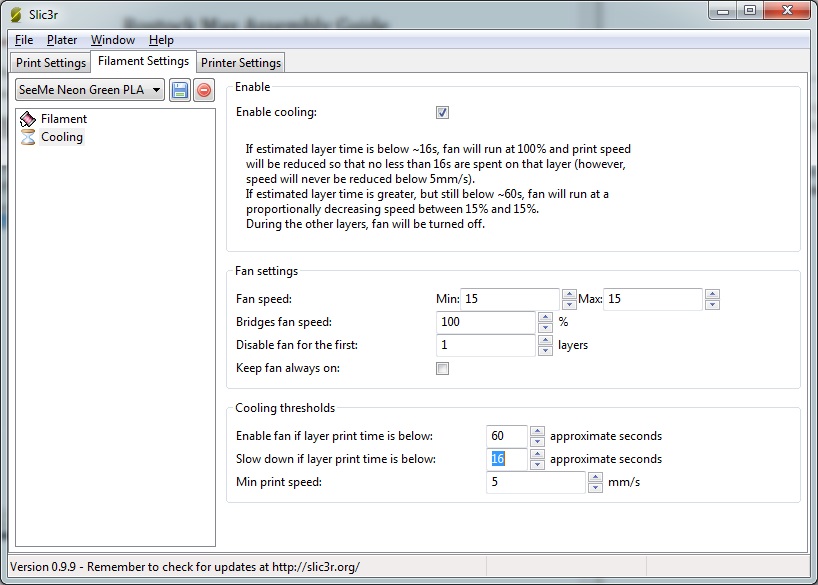 Slic3r
File Plater Window Help
Print Settings Filament Settings Printer Settings
SeeMe Neon Green PLA
Filament
Cooling
Enable
Enable cooling:
If estimated layer time is below ~16s, fan will run at 100% and print speed
will be reduced so that no less than 16s are spent on that layer (however,
speed will never be reduced below 5mm/s).
If estimated layer time is greater, but still below ~60s, fan will run at a
proportionally decreasing speed between 15% and 15%.
During the other layers, fan will be turned off.
Fan settings
Fan speed: Min: 15 Max: 15
Bridges fan speed: 100 %
Disable fan for the first: 1 layers
Keep fan always on:
Cooling thresholds
Enable fan if layer print time is below: 60 approximate seconds
Slow down if layer print time is below: 16 approximate seconds
Min print speed: 5 mm/s
Version 0.9.9 - Remember to check for updates at http://slic3r.org/